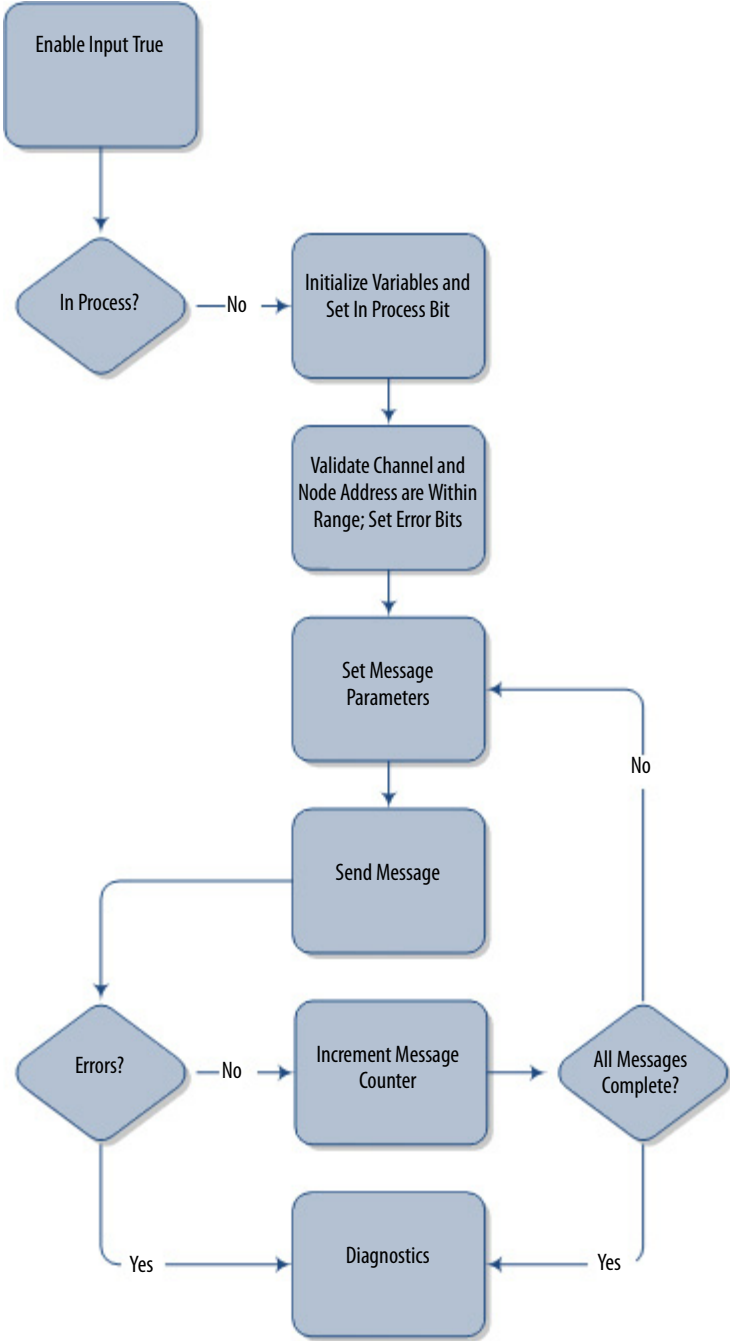 Enable Input True
In Process?
No
Initialize Variables and
Set In Process Bit
Validate Channel and
Node Address are Within
Range; Set Error Bits
Set Message
Parameters
No
Send Message
Errors?
No
Increment Message
Counter
All Messages
Complete?
Yes
Diagnostics
Yes